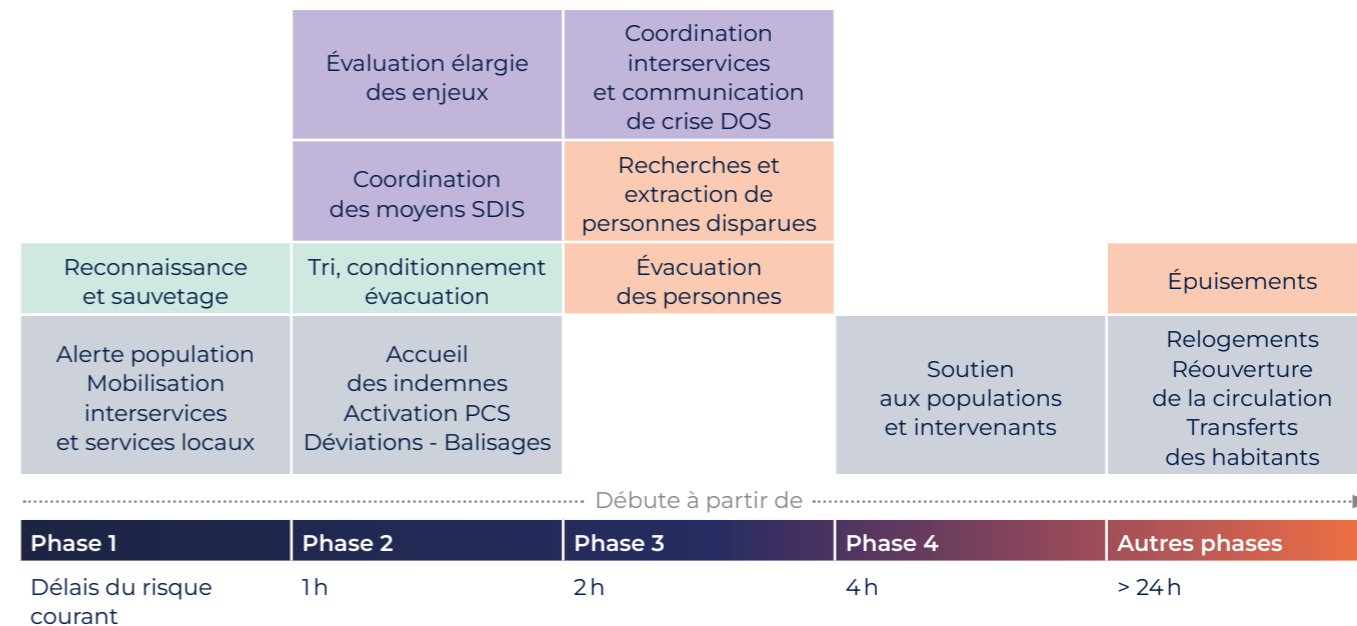 Évaluation élargie
des enjeux
Coordination
interservices
et communication
de crise DOS
Coordination
des moyens SDIS
Recherches et
extraction de
personnes disparues
Reconnaissance
et sauvetage
Tri, conditionnement
évacuation
Évacuation
des personnes
Épuisements
Alerte population
Mobilisation
interservices
et services locaux
Accueil
des indemnes
Activation PCS
Déviations - Balisages
Soutien
aux populations
et intervenants
Relogements
Réouverture
de la circulation
Transferts
des habitants
Débute à partir de
Phase 1
Phase 2
Phase 3
Phase 4
Autres phases
Délais du risque
courant
1 h
2 h
4 h
> 24 h